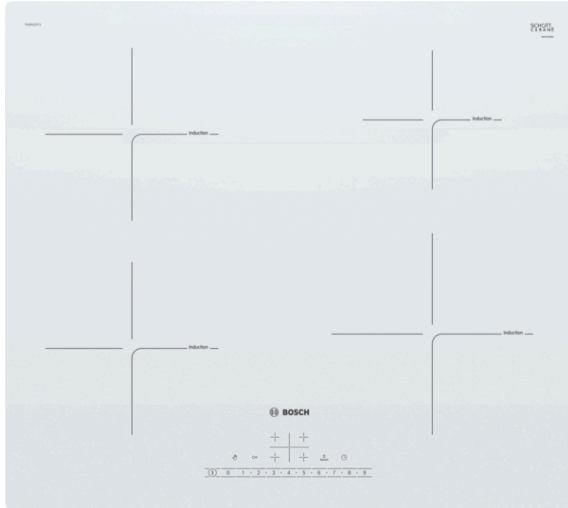 SCHOTT
CERAN®
Induction
Induction
Induction
Induction
BOSCH
0 1 · 2 · 3 · 4 · 5 · 6 · 7 · 8 · 9